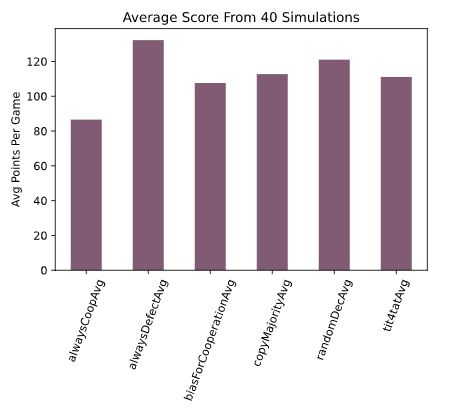 Average Score From 40 Simulations
Avg Points Per Game
120
100
80
60
40
20
0
alwaysCoopAvg
alwaysDefectAvg
biasForCooperationAvg
copyMajorityAvg
randomDecAvg
tit4tatAvg